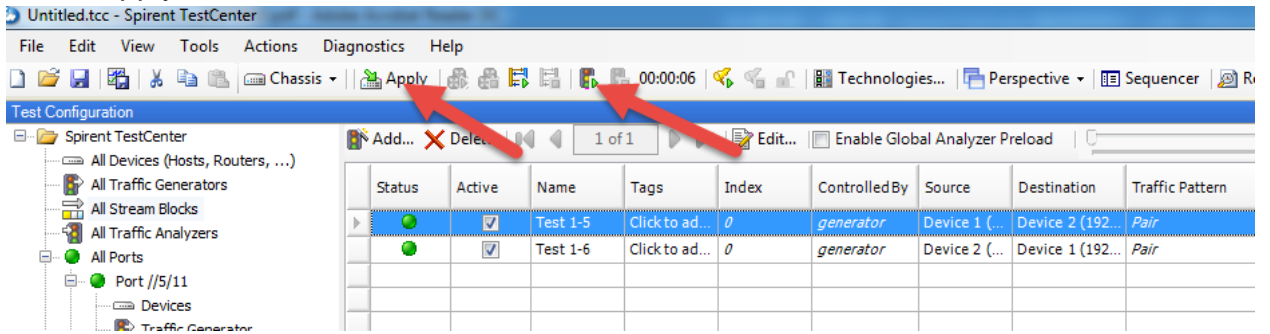 Untitled.tcc - Spirent TestCenter
File Edit View Tools Actions Diagnostics Help
Chassis Apply 00:00:06 Technologies... Perspective Sequencer
Test Configuration
Spirent TestCenter
All Devices (Hosts, Routers, ...)
All Traffic Generators
All Stream Blocks
All Traffic Analyzers
All Ports
Port //5/11
Devices
Traffic Generator
Add... 1 of 1 Edit... Enable Global Analyzer Preload
Status Active Name Tags Index ControlledBy Source Destination Traffic Pattern
Test 1-5 Click to ad... 0 generator Device 1 (... Device 2 (192... Pair
Test 1-6 Click to ad... 0 generator Device 2 (... Device 1 (192... Pair